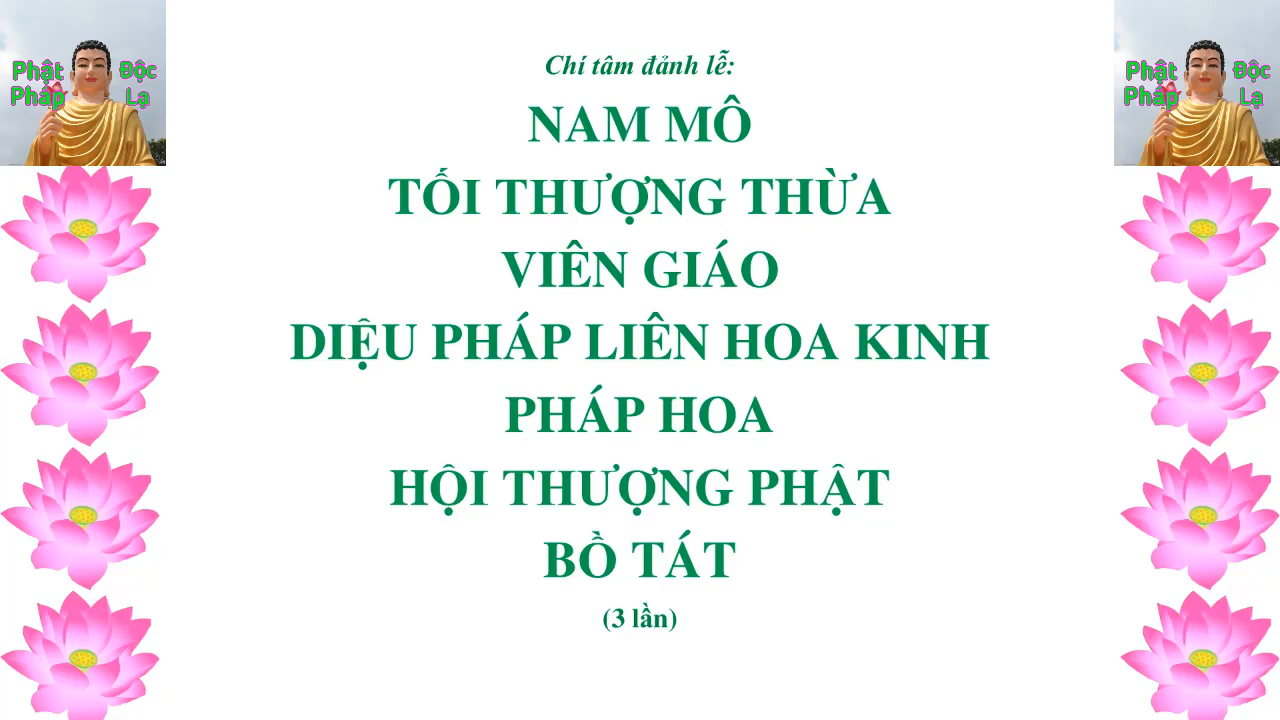 Phật Độc
Pháp Lạ
Chí tâm đảnh lễ:
NAM MÔ
TỐI THƯỢNG THỪA
VIÊN GIÁO
DIỆU PHÁP LIÊN HOA KINH
PHÁP HOA
HỘI THƯỢNG PHẬT
BỒ TÁT
(3 lần)
Phật Độc
Pháp Lạ